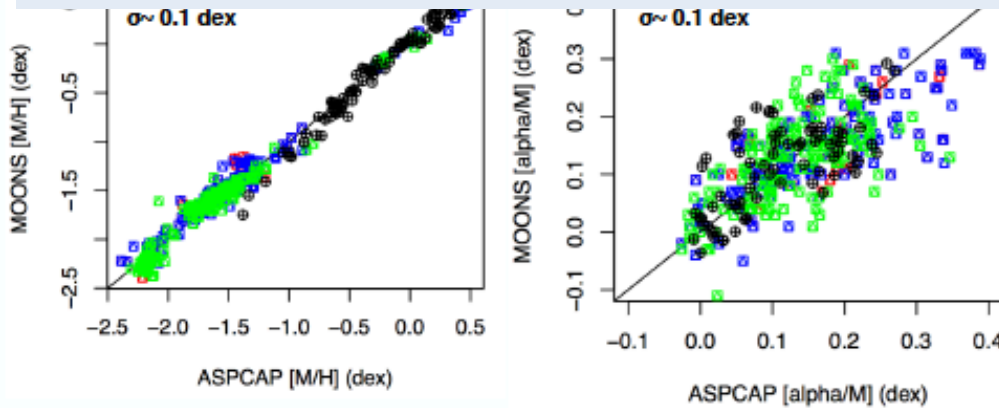 σ~ 0.1 dex
MOONS [M/H] (dex)
−0.5
−1.5
−2.5
−2.5 −2.0 −1.5 −1.0 −0.5 0.0 0.5
ASPCAP [M/H] (dex)
σ~ 0.1 dex
MOONS [alpha/M] (dex)
0.3
0.2
0.1
0.0
−0.1
−0.1 0.0 0.1 0.2 0.3 0.4
ASPCAP [alpha/M] (dex)